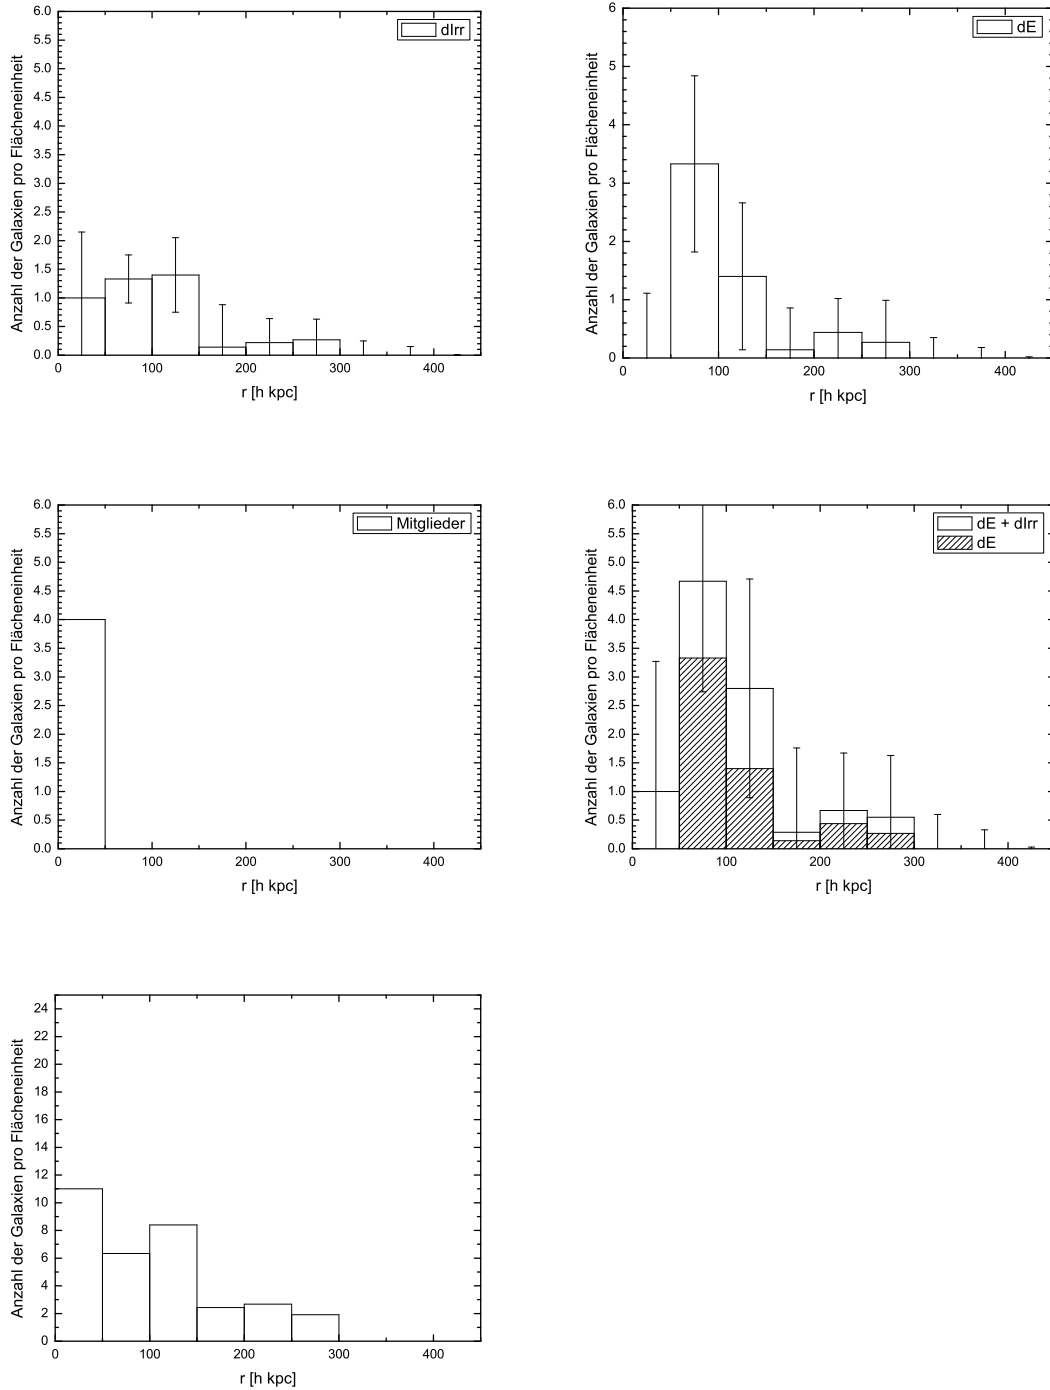 dIrr
Anzahl der Galaxien pro Flächeneinheit
6.0
5.5
5.0
4.5
4.0
3.5
3.0
2.5
2.0
1.5
1.0
0.5
0.0
0 100 200 300 400
r [h kpc]
dE
Anzahl der Galaxien pro Flächeneinheit
6
5
4
3
2
1
0
0 100 200 300 400
r [h kpc]
Mitglieder
Anzahl der Galaxien pro Flächeneinheit
6.0
5.5
5.0
4.5
4.0
3.5
3.0
2.5
2.0
1.5
1.0
0.5
0.0
0 100 200 300 400
r [h kpc]
dE + dIrr
dE
Anzahl der Galaxien pro Flächeneinheit
6.0
5.5
5.0
4.5
4.0
3.5
3.0
2.5
2.0
1.5
1.0
0.5
0.0
0 100 200 300 400
r [h kpc]
Anzahl der Galaxien pro Flächeneinheit
24
22
20
18
16
14
12
10
8
6
4
2
0
0 100 200 300 400
r [h kpc]